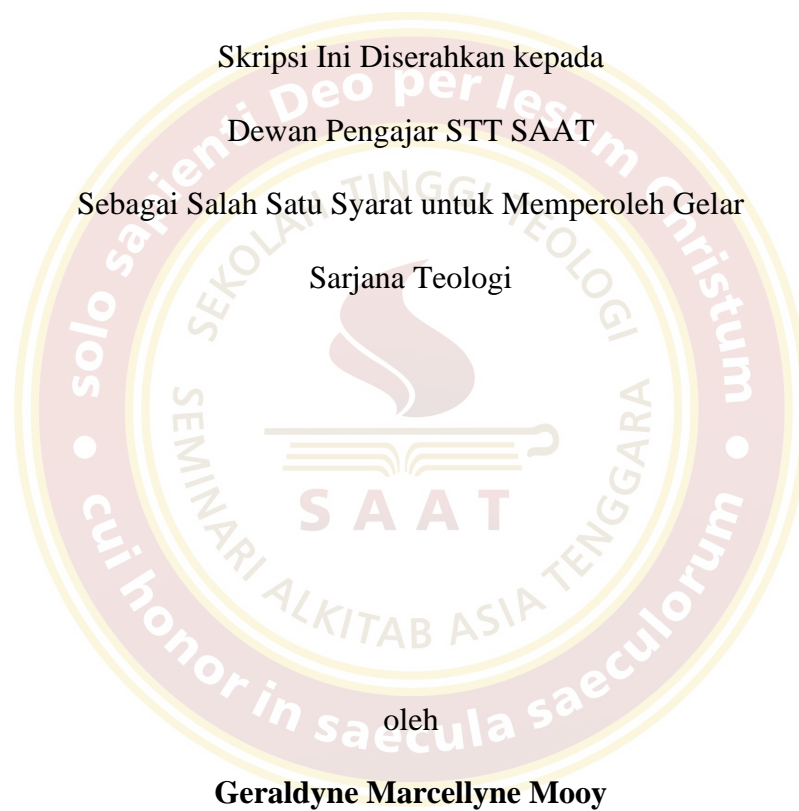 Skripsi Ini Diserahkan kepada
Dewan Pengajar STT SAAT
Sebagai Salah Satu Syarat untuk Memperoleh Gelar
Sarjana Teologi
solo sapienti Deo per Iesum Christum
cui honor in saecula saeculorum
SEKOLAH TINGGI TEOLOGI
SEMINARI ALKITAB ASIA TENGGARA
SAAT
oleh
Geraldyne Marcellyne Mooy